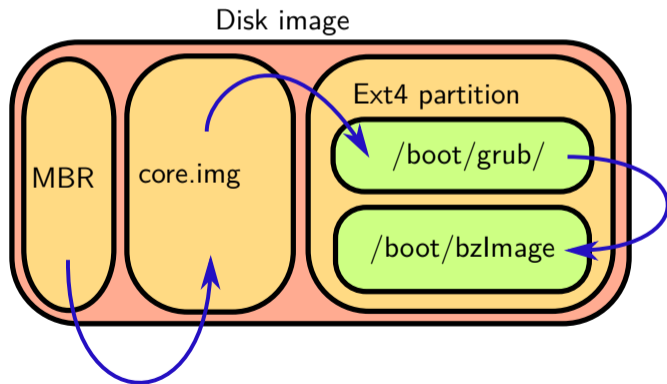 Disk image
MBR
core.img
Ext4 partition
/boot/grub/
/boot/bzImage